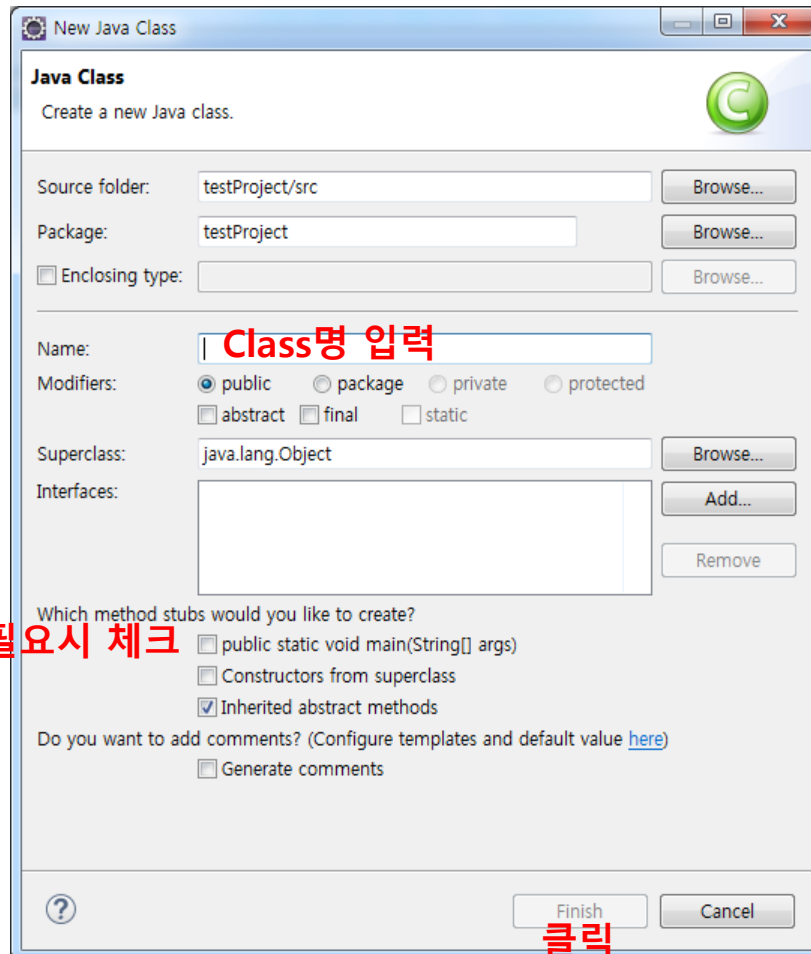 New Java Class
Java Class
Create a new Java class.
Source folder: testProject/src Browse...
Package: testProject Browse...
Enclosing type: Browse...
Name: Class명 입력
Modifiers: public package private protected
abstract final static
Superclass: java.lang.Object Browse...
Interfaces: Add...
Remove
Which method stubs would you like to create?
필요시 체크 public static void main(String[] args)
Constructors from superclass
Inherited abstract methods
Do you want to add comments? (Configure templates and default value here)
Generate comments
? Finish Cancel
클릭